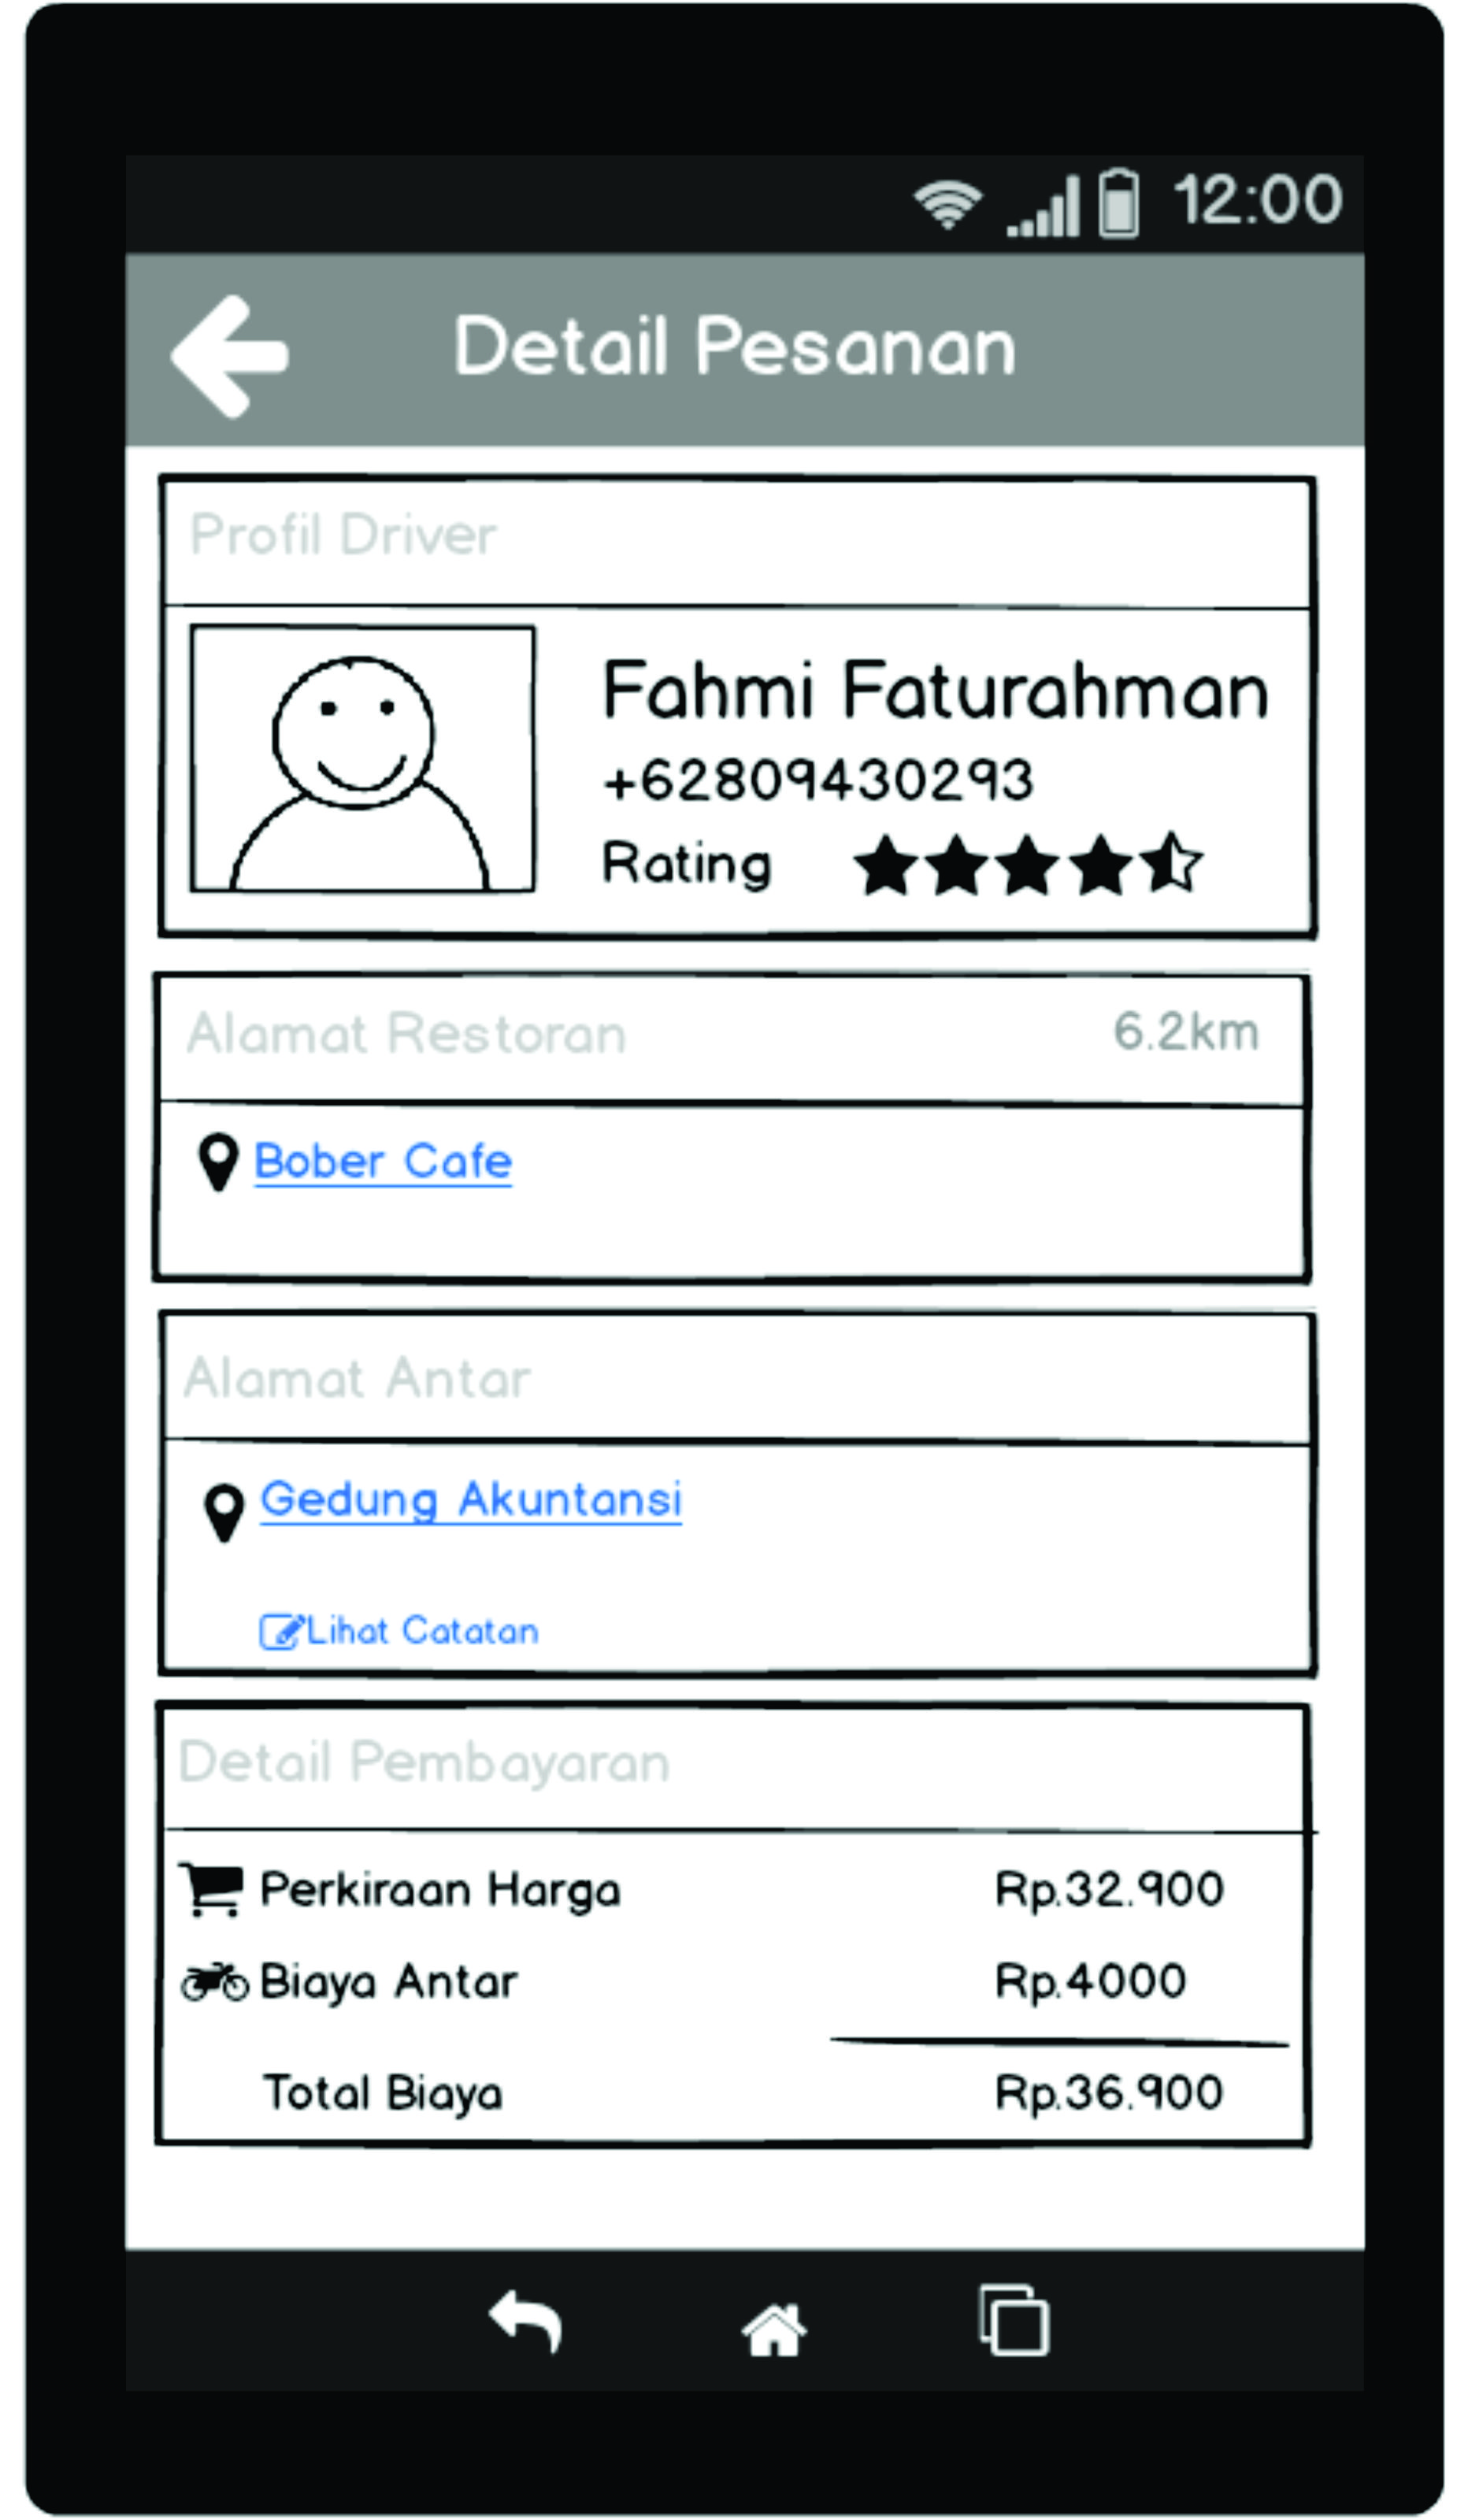 12:00
Detail Pesanan
Profil Driver
Fahmi Faturahman
+62809430293
Rating
Alamat Restoran 6.2km
Bober Cafe
Alamat Antar
Gedung Akuntansi
Lihat Catatan
Detail Pembayaran
Perkiraan Harga Rp.32.900
Biaya Antar Rp.4000
Total Biaya Rp.36.900